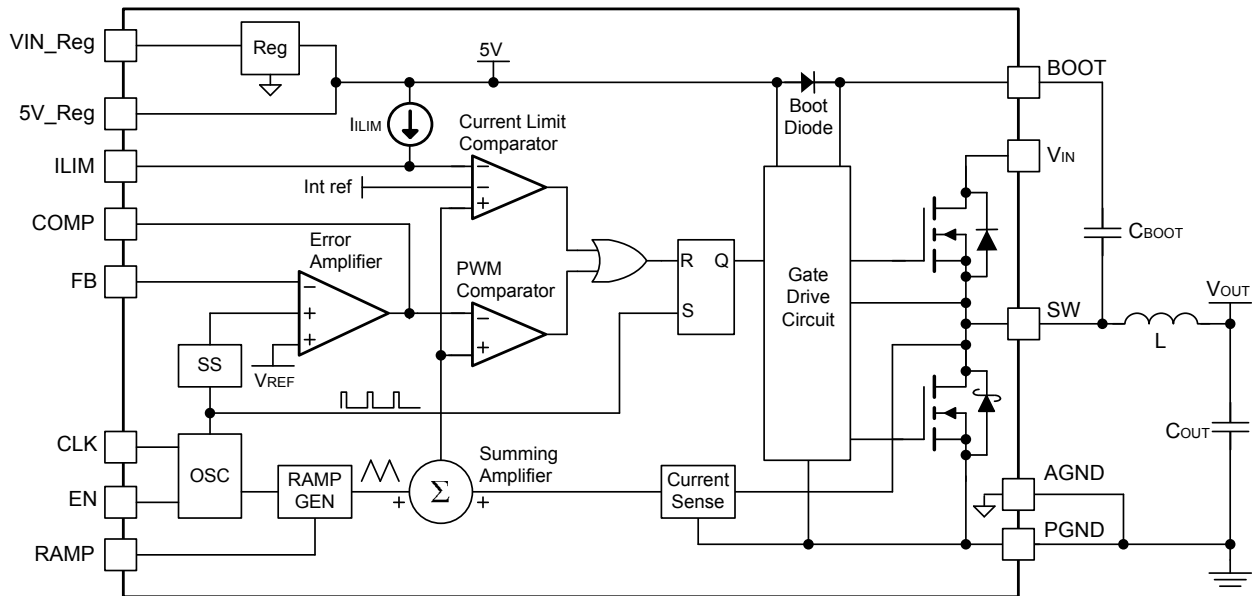 VIN_Reg
Reg
5V
BOOT
5V_Reg
Boot
Diode
IILIM
Current Limit
Comparator
ILIM
VIN
Int ref
COMP
CBOOT
Error
Amplifier
R
Q
FB
PWM
Comparator
Gate
Drive
Circuit
VOUT
S
SW
L
SS
VREF
COUT
CLK
OSC
Summing
Amplifier
RAMP
GEN
Σ
Current
Sense
AGND
EN
PGND
RAMP
−
−
+
−
+
+
−
+
+
+